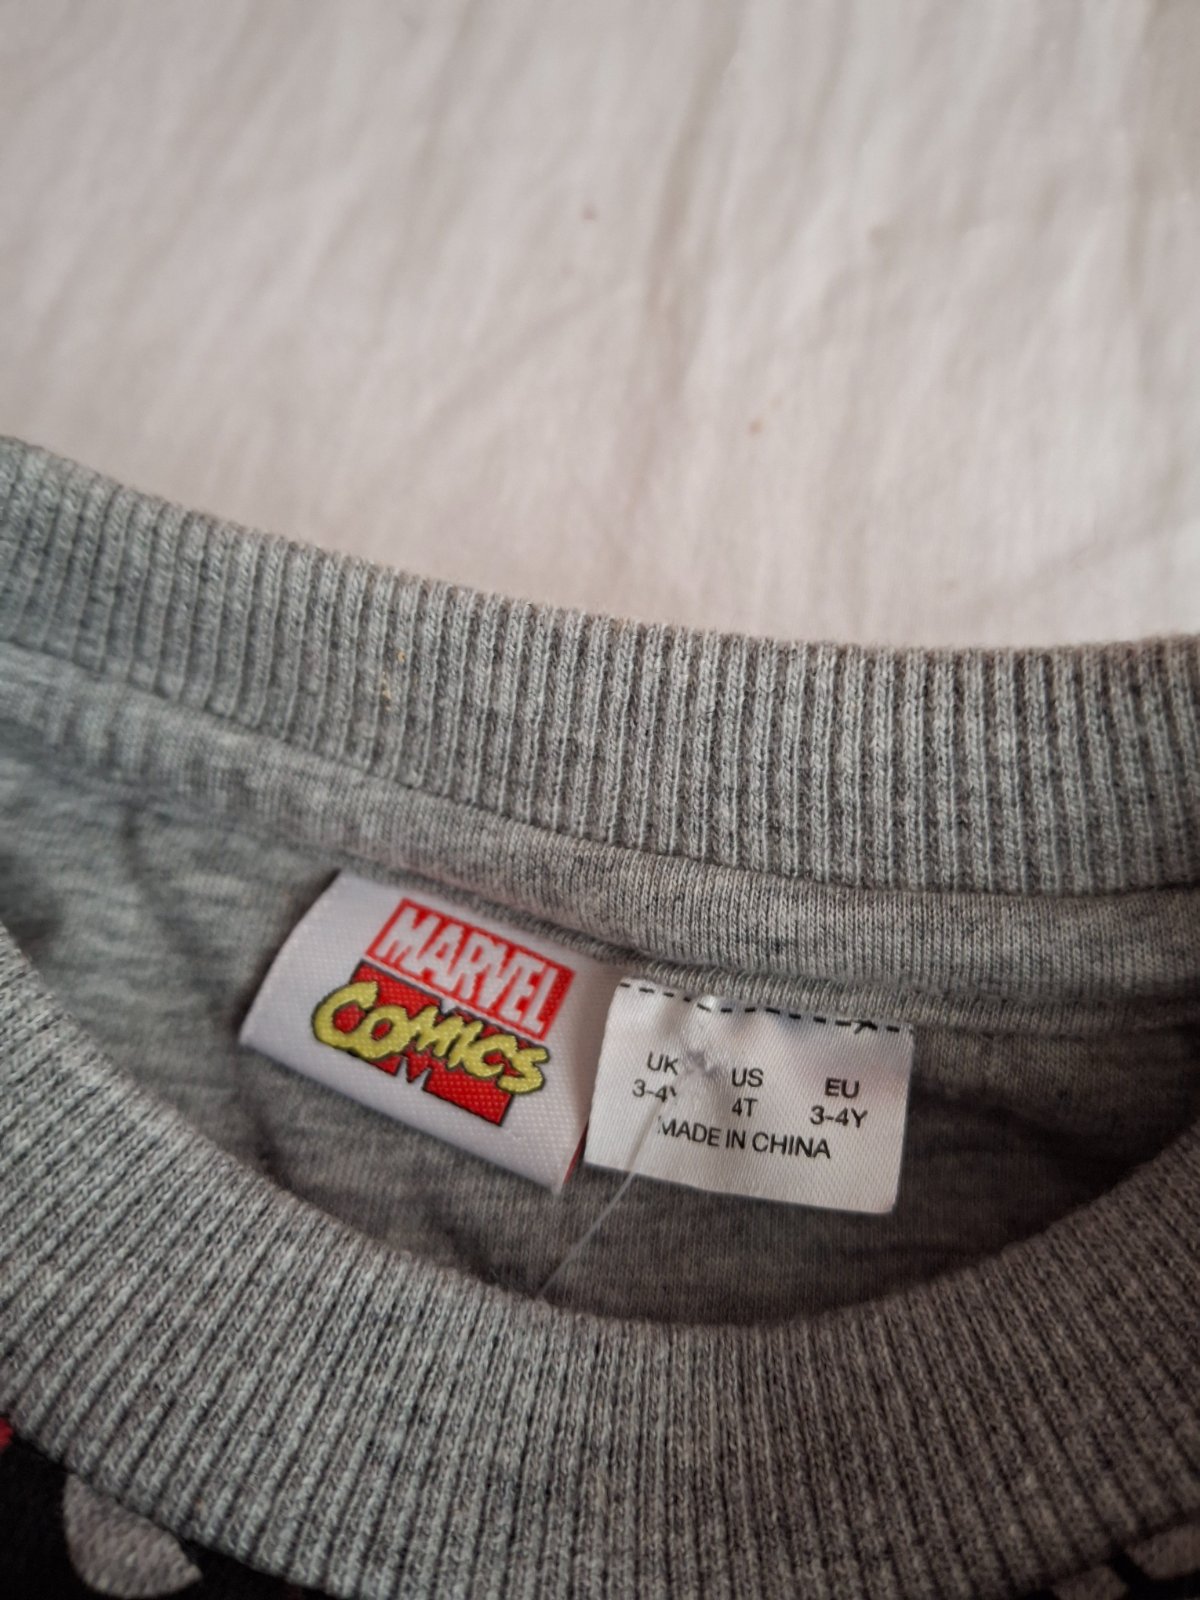 MARVEL
COMICS
UK US EU
3-4Y 4T 3-4Y
MADE IN CHINA